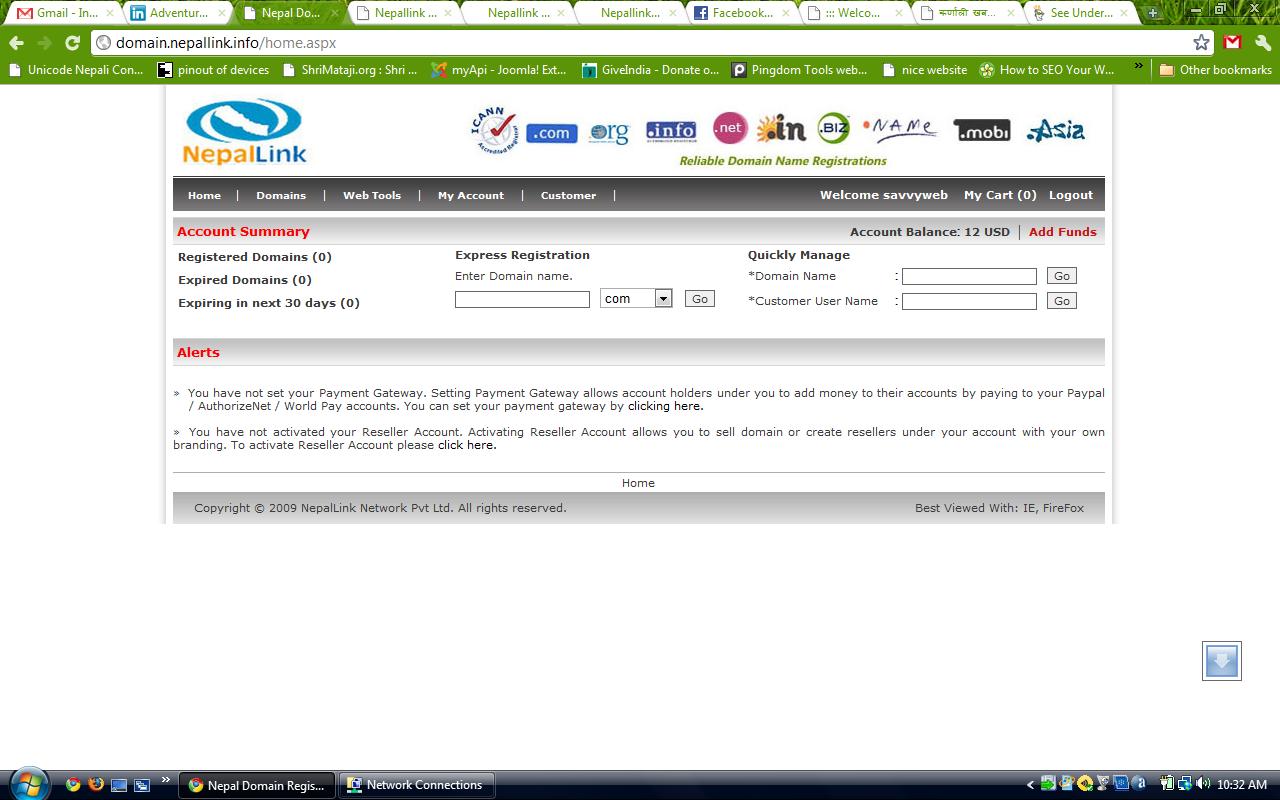 Gmail - In...
Adventur...
Nepal Do...
Nepallink ...
Nepallink ...
Nepallink...
Facebook...
::: Welco...
कर्णाली खब...
See Under...
domain.nepallink.info/home.aspx
Unicode Nepali Con...
pinout of devices
ShriMataji.org : Shri ...
myApi - Joomla! Ext...
GiveIndia - Donate o...
Pingdom Tools web...
nice website
How to SEO Your W...
»
Other bookmarks
NepalLink
ICANN
Accredited Registrar
.com
.org
.info
.net
.in
.BIZ
.NAME
.mobi
.Asia
Reliable Domain Name Registrations
Home | Domains | Web Tools | My Account | Customer |
Welcome savvyweb My Cart (0) Logout
Account Summary
Account Balance: 12 USD | Add Funds
Registered Domains (0)
Expired Domains (0)
Expiring in next 30 days (0)
Express Registration
Enter Domain name.
com
Go
Quickly Manage
*Domain Name : Go
*Customer User Name : Go
Alerts
» You have not set your Payment Gateway. Setting Payment Gateway allows account holders under you to add money to their accounts by paying to your Paypal
/ AuthorizeNet / World Pay accounts. You can set your payment gateway by clicking here.
» You have not activated your Reseller Account. Activating Reseller Account allows you to sell domain or create resellers under your account with your own
branding. To activate Reseller Account please click here.
Home
Copyright © 2009 NepalLink Network Pvt Ltd. All rights reserved.
Best Viewed With: IE, FireFox
»
Nepal Domain Regis...
Network Connections
10:32 AM